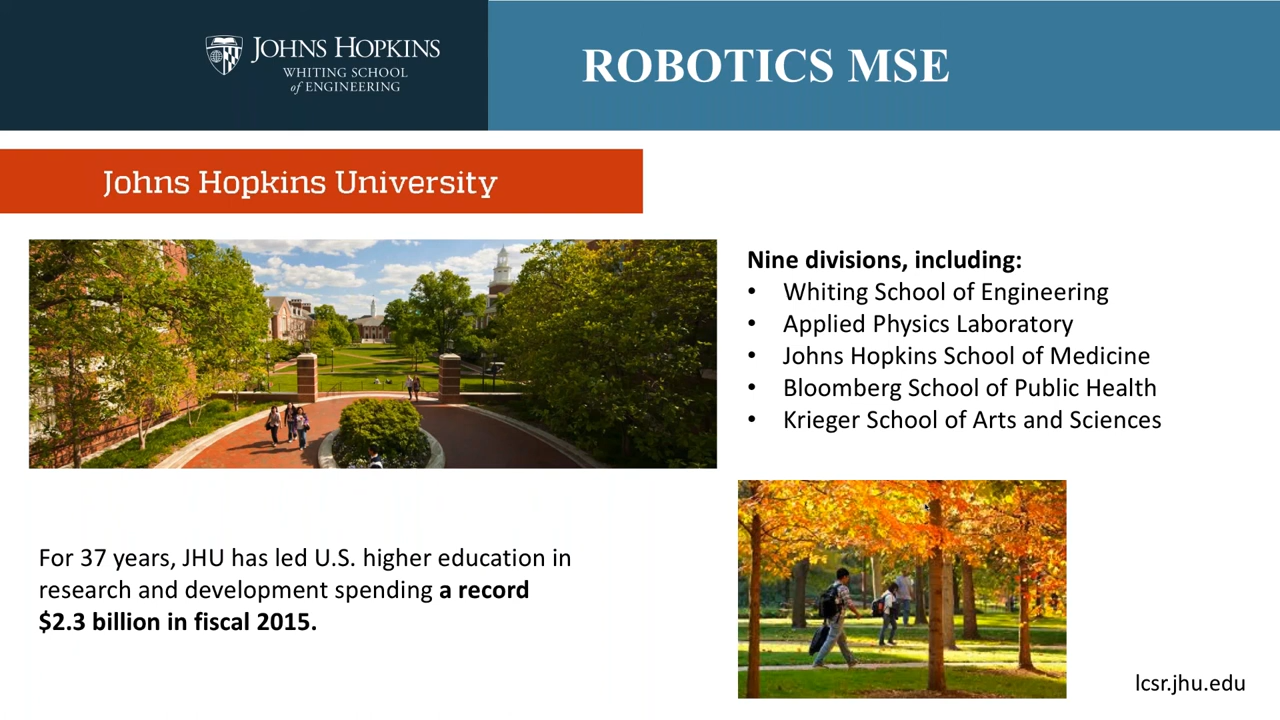 JOHNS HOPKINS
WHITING SCHOOL
of ENGINEERING
ROBOTICS MSE
Johns Hopkins University
Nine divisions, including:
• Whiting School of Engineering
• Applied Physics Laboratory
• Johns Hopkins School of Medicine
• Bloomberg School of Public Health
• Krieger School of Arts and Sciences
For 37 years, JHU has led U.S. higher education in
research and development spending a record
$2.3 billion in fiscal 2015.
lcsr.jhu.edu